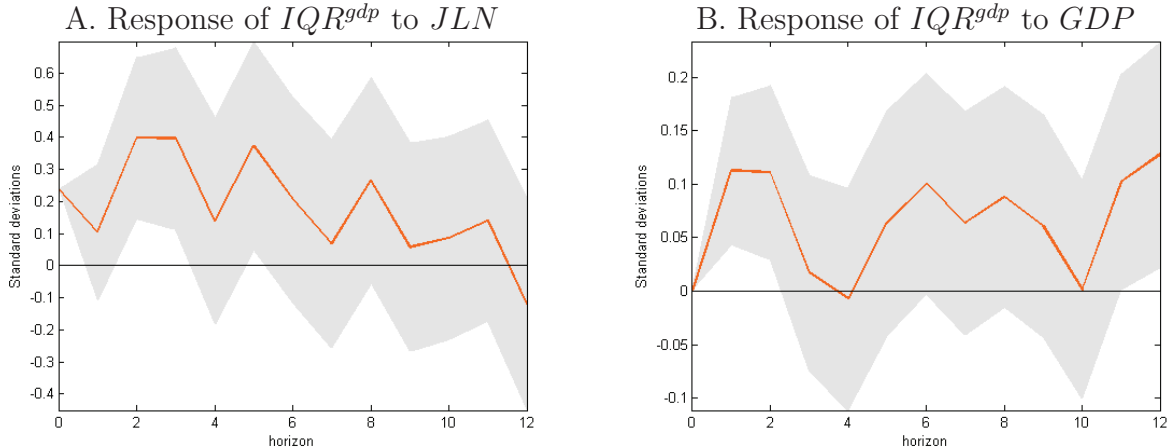 A. Response of IQR^gdp to JLN
0.6
0.5
0.4
0.3
0.2
0.1
0
-0.1
-0.2
-0.3
-0.4
Standard deviations
0 2 4 6 8 10 12
horizon
B. Response of IQR^gdp to GDP
0.2
0.15
0.1
0.05
0
-0.05
-0.1
Standard deviations
0 2 4 6 8 10 12
horizon